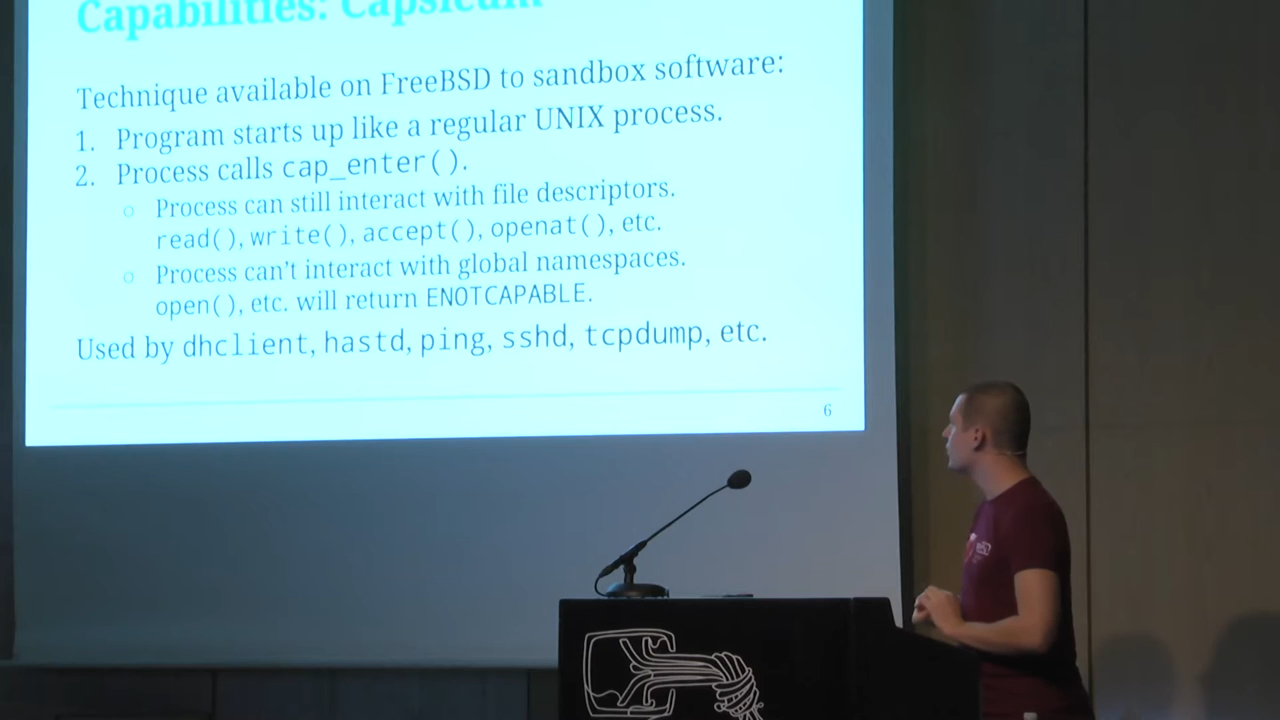 Capabilities: Capsicum
Technique available on FreeBSD to sandbox software:
1. Program starts up like a regular UNIX process.
2. Process calls cap_enter().
○ Process can still interact with file descriptors.
read(), write(), accept(), openat(), etc.
○ Process can't interact with global namespaces.
open(), etc. will return ENOTCAPABLE.
Used by dhclient, hastd, ping, sshd, tcpdump, etc.
6